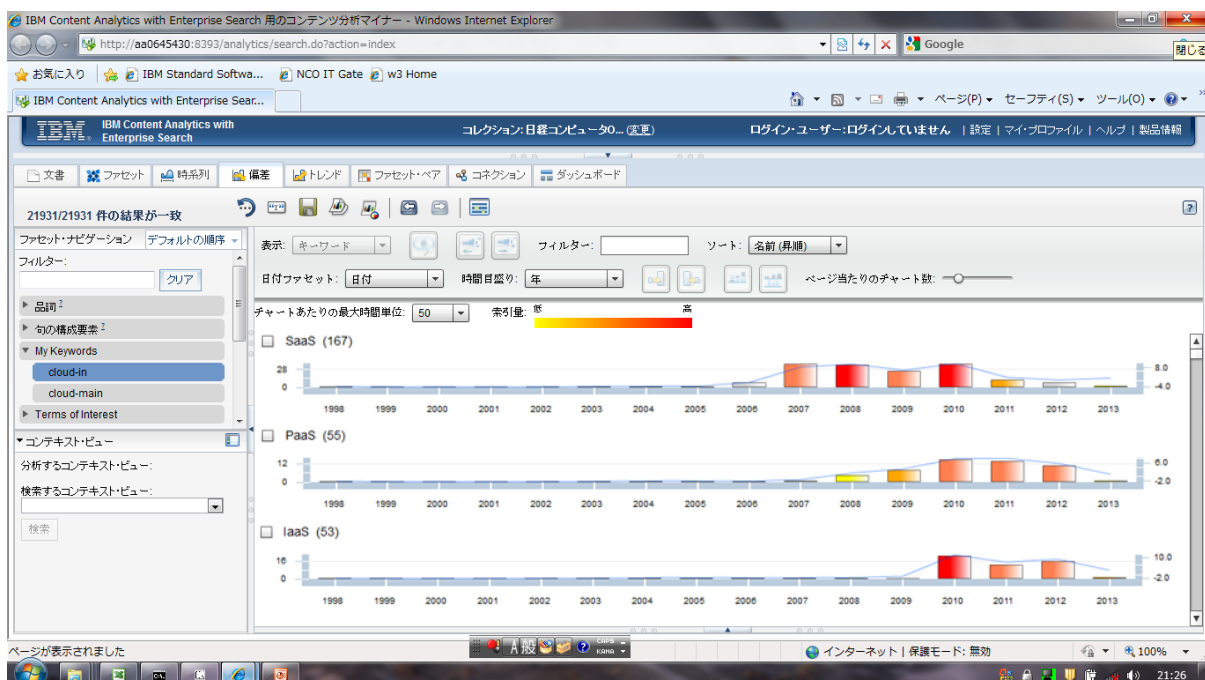 IBM Content Analytics with Enterprise Search 用のコンテンツ分析マイナー - Windows Internet Explorer
http://aa0645430:8393/analytics/search.do?action=index
Google
閉じる
お気に入り
IBM Standard Softwa...
NCO IT Gate
w3 Home
IBM Content Analytics with Enterprise Sear...
ページ(P)
セーフティ(S)
ツール(O)
IBM
IBM Content Analytics with
Enterprise Search
コレクション: 日経コンピュータO... (変更)
ログイン・ユーザー:ログインしていません | 設定 | マイ・プロファイル | ヘルプ | 製品情報
文書
ファセット
時系列
偏差
トレンド
ファセット・ペア
コネクション
ダッシュボード
21931/21931 件の結果が一致
ファセット・ナビゲーション
デフォルトの順序
フィルター:
クリア
品詞 ?
句の構成要素 ?
My Keywords
cloud-in
cloud-main
Terms of Interest
コンテキスト・ビュー
分析するコンテキスト・ビュー:
検索するコンテキスト・ビュー:
検索
表示: キーワード
フィルター:
ソート: 名前 (昇順)
日付ファセット: 日付
時間目盛り: 年
ページ当たりのチャート数:
チャートあたりの最大時間単位: 50
索引量: 低 高
SaaS (167)
28 8.0
0 -4.0
1998 1999 2000 2001 2002 2003 2004 2005 2006 2007 2008 2009 2010 2011 2012 2013
PaaS (55)
12 6.0
0 -2.0
1998 1999 2000 2001 2002 2003 2004 2005 2006 2007 2008 2009 2010 2011 2012 2013
IaaS (53)
16 10.0
0 -2.0
1998 1999 2000 2001 2002 2003 2004 2005 2006 2007 2008 2009 2010 2011 2012 2013
ページが表示されました
A 般
CAPS
KANA
インターネット | 保護モード: 無効
100%
21:26